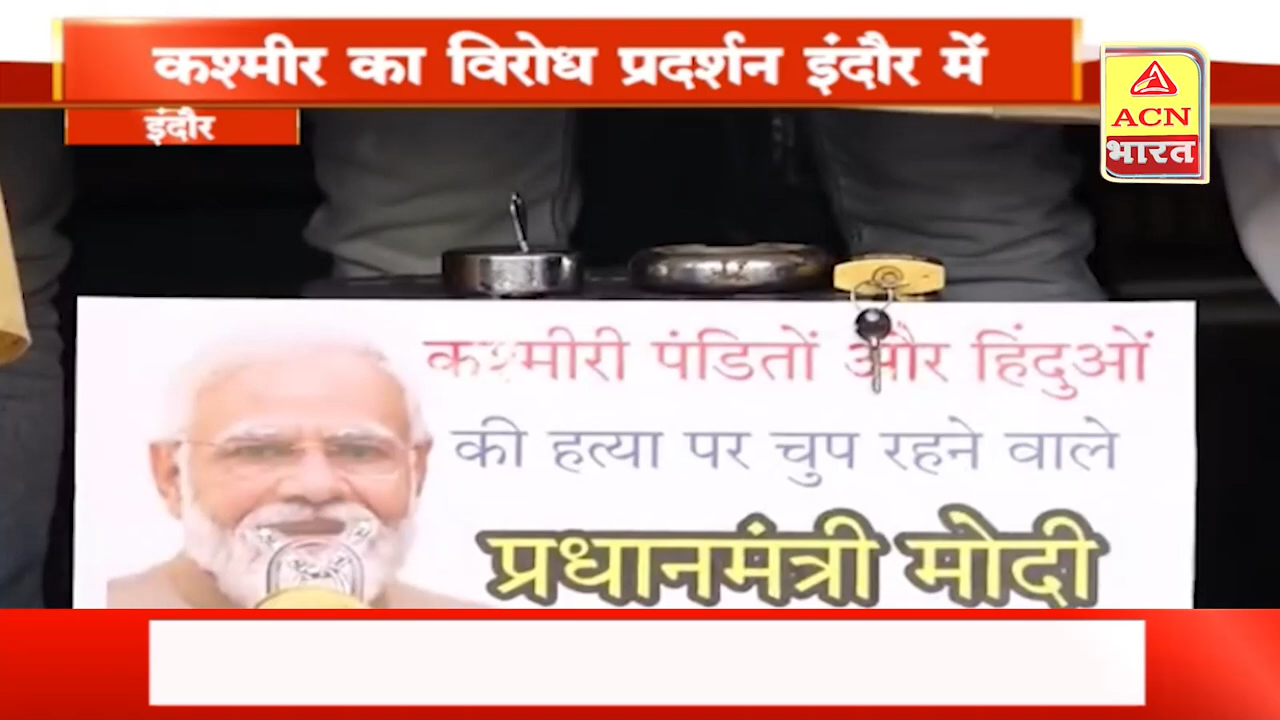 कश्मीर का विरोध प्रदर्शन इंदौर में
इंदौर
ACN
भारत
कश्मीरी पंडितों और हिंदुओं
की हत्या पर चुप रहने वाले
प्रधानमंत्री मोदी